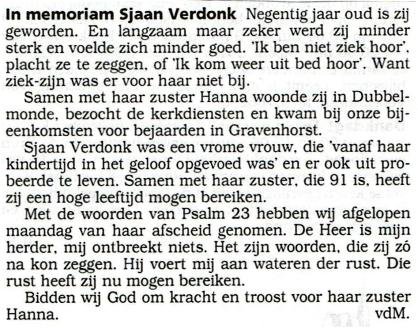 In memoriam Sjaan Verdonk Negentig jaar oud is zij
geworden. En langzaam maar zeker werd zij minder
sterk en voelde zich minder goed. 'Ik ben niet ziek hoor'.
placht ze te zeggen, of 'Ik kom weer uit bed hoor'. Want
ziek-zijn was er voor haar niet bij.
Samen met haar zuster Hanna woonde zij in Dubbel-
monde, bezocht de kerkdiensten en kwam bij onze bij-
eenkomsten voor bejaarden in Gravenhorst.
Sjaan Verdonk was een vrome vrouw, die 'vanaf haar
kindertijd in het geloof opgevoed was' en er ook uit pro-
beerde te leven. Samen met haar zuster, die 91 is, heeft
zij een hoge leeftijd mogen bereiken.
Met de woorden van Psalm 23 hebben wij afgelopen
maandag van haar afscheid genomen. De Heer is mijn
herder, mij ontbreekt niets. Het zijn woorden, die zij zó
na kon zeggen. Hij voert mij aan wateren der rust. Die
rust heeft zij nu mogen bereiken.
Bidden wij God om kracht en troost voor haar zuster
Hanna. vdM.